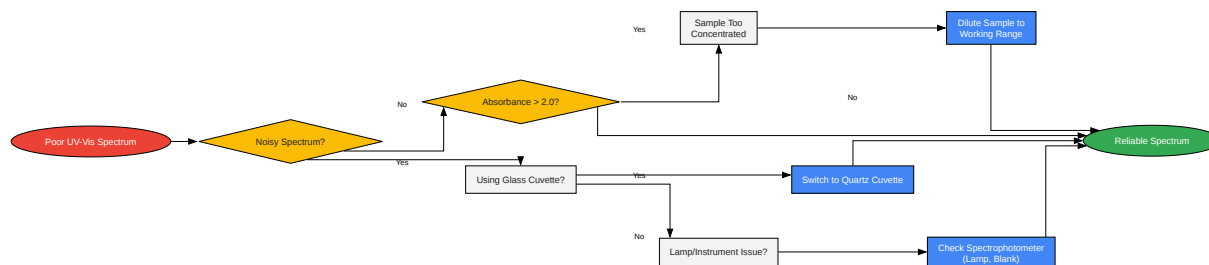 Poor UV-Vis Spectrum
Noisy Spectrum?
No
Yes
Absorbance > 2.0?
Yes
Sample Too
Concentrated
Dilute Sample to
Working Range
No
Using Glass Cuvette?
Yes
Switch to Quartz Cuvette
No
Lamp/Instrument Issue?
Check Spectrophotometer
(Lamp, Blank)
Reliable Spectrum